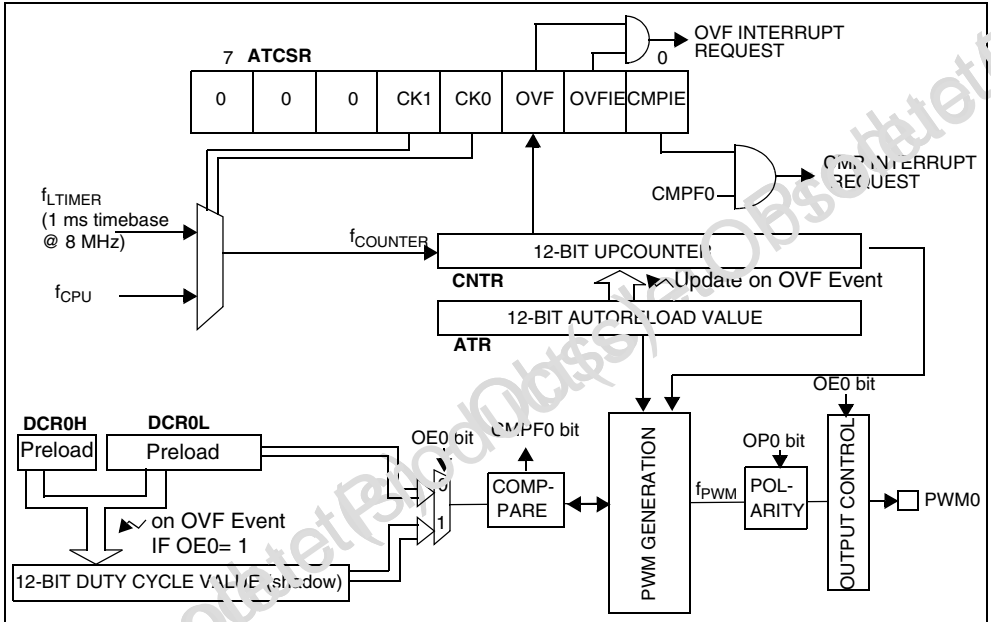 OVF INTERRUPT
REQUEST
7 ATCSR 0
0 0 0 CK1 CK0 OVF OVFIE CMPIE
CMP INTERRUPT
REQUEST
CMPF0
fLTIMER
(1 ms timebase
@ 8 MHz)
fCOUNTER
12-BIT UPCOUNTER
CNTR
Update on OVF Event
fCPU
12-BIT AUTORELOAD VALUE
ATR
OE0 bit
DCR0H DCR0L
Preload Preload
OE0 bit
CMPF0 bit
OP0 bit
0
1
COMP-
PARE
PWM GENERATION
fPWM
POL-
ARITY
OUTPUT CONTROL
PWM0
on OVF Event
IF OE0= 1
12-BIT DUTY CYCLE VALUE (shadow)